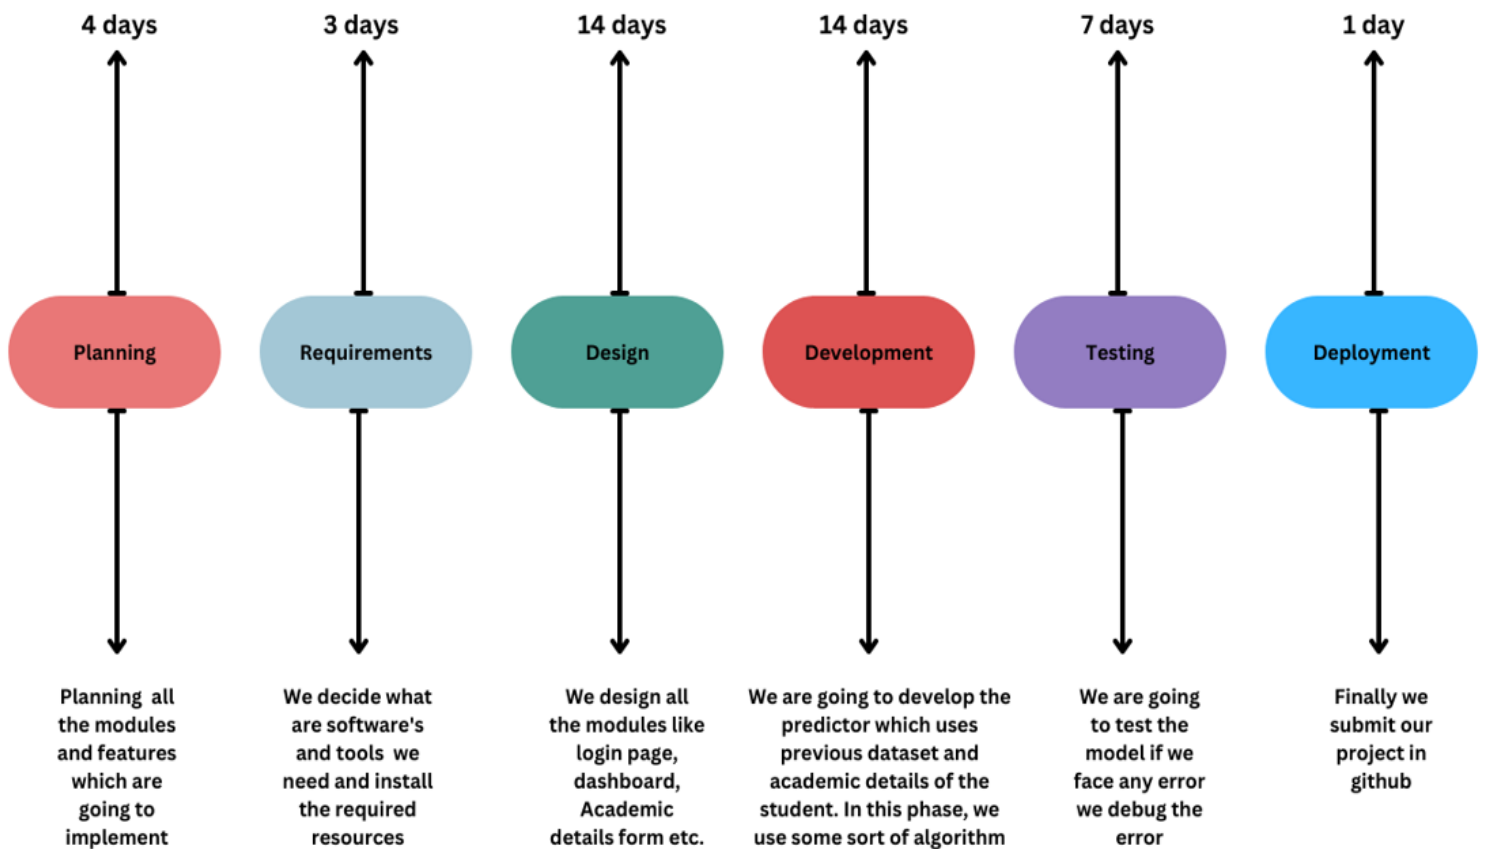 4 days
3 days
14 days
14 days
7 days
1 day
Planning
Requirements
Design
Development
Testing
Deployment
Planning all
the modules
and features
which are
going to
implement
We decide what
are software's
and tools we
need and install
the required
resources
We design all
the modules like
login page,
dashboard,
Academic
details form etc.
We are going to develop the
predictor which uses
previous dataset and
academic details of the
student. In this phase, we
use some sort of algorithm
We are going
to test the
model if we
face any error
we debug the
error
Finally we
submit our
project in
github